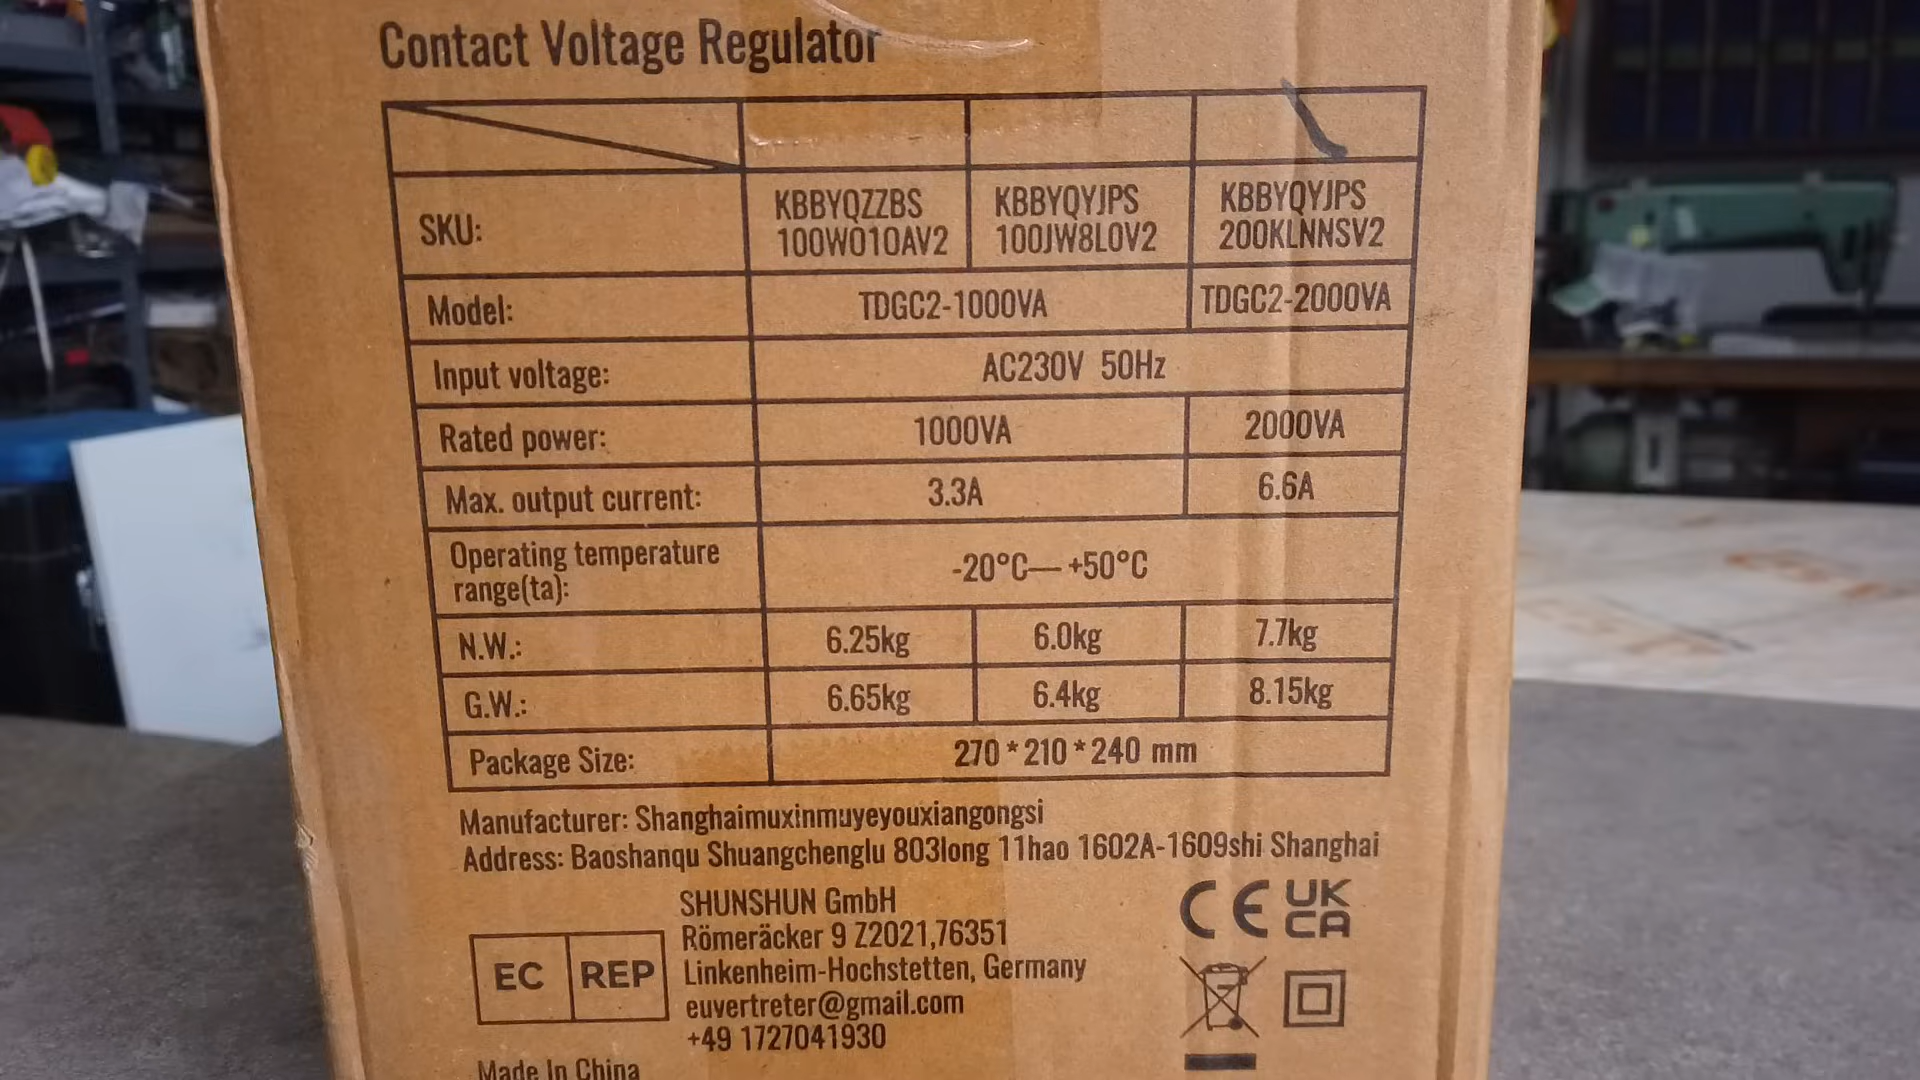 Contact Voltage Regulator
SKU: KBBYQZZBS 100W010AV2 KBBYQYJPS 100JW8L0V2 KBBYQYJPS 200KLNNSV2
Model: TDGC2-1000VA TDGC2-2000VA
Input voltage: AC230V 50Hz
Rated power: 1000VA 2000VA
Max. output current: 3.3A 6.6A
Operating temperature range(ta): -20°C— +50°C
N.W.: 6.25kg 6.0kg 7.7kg
G.W.: 6.65kg 6.4kg 8.15kg
Package Size: 270*210*240 mm
Manufacturer: Shanghaimuxinmuyeyouxiangongsi
Address: Baoshanqu Shuangchenglu 803long 11hao 1602A-1609shi Shanghai
EC REP
SHUNSHUN GmbH
Römeräcker 9 Z2021,76351
Linkenheim-Hochstetten, Germany
euvertreter@gmail.com
+49 1727041930
CE UK
CA
Made In China